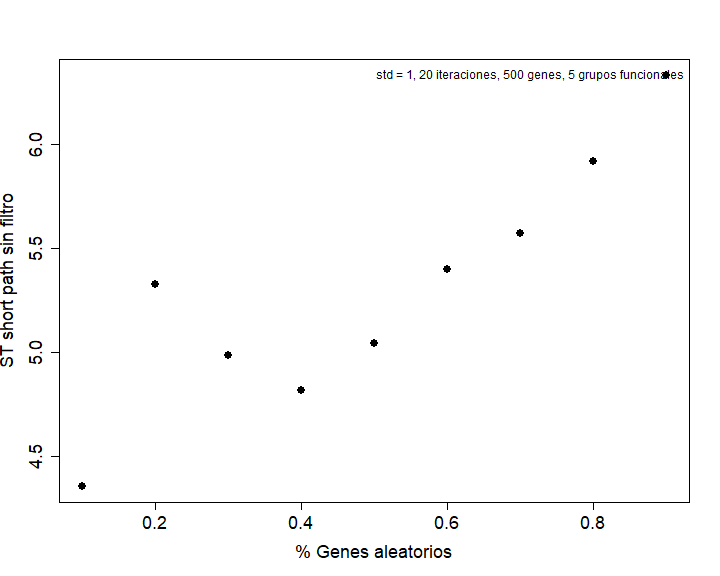 std = 1, 20 iteraciones, 500 genes, 5 grupos funcionales
ST short path sin filtro
6.0
5.5
5.0
4.5
0.2
0.4
0.6
0.8
% Genes aleatorios